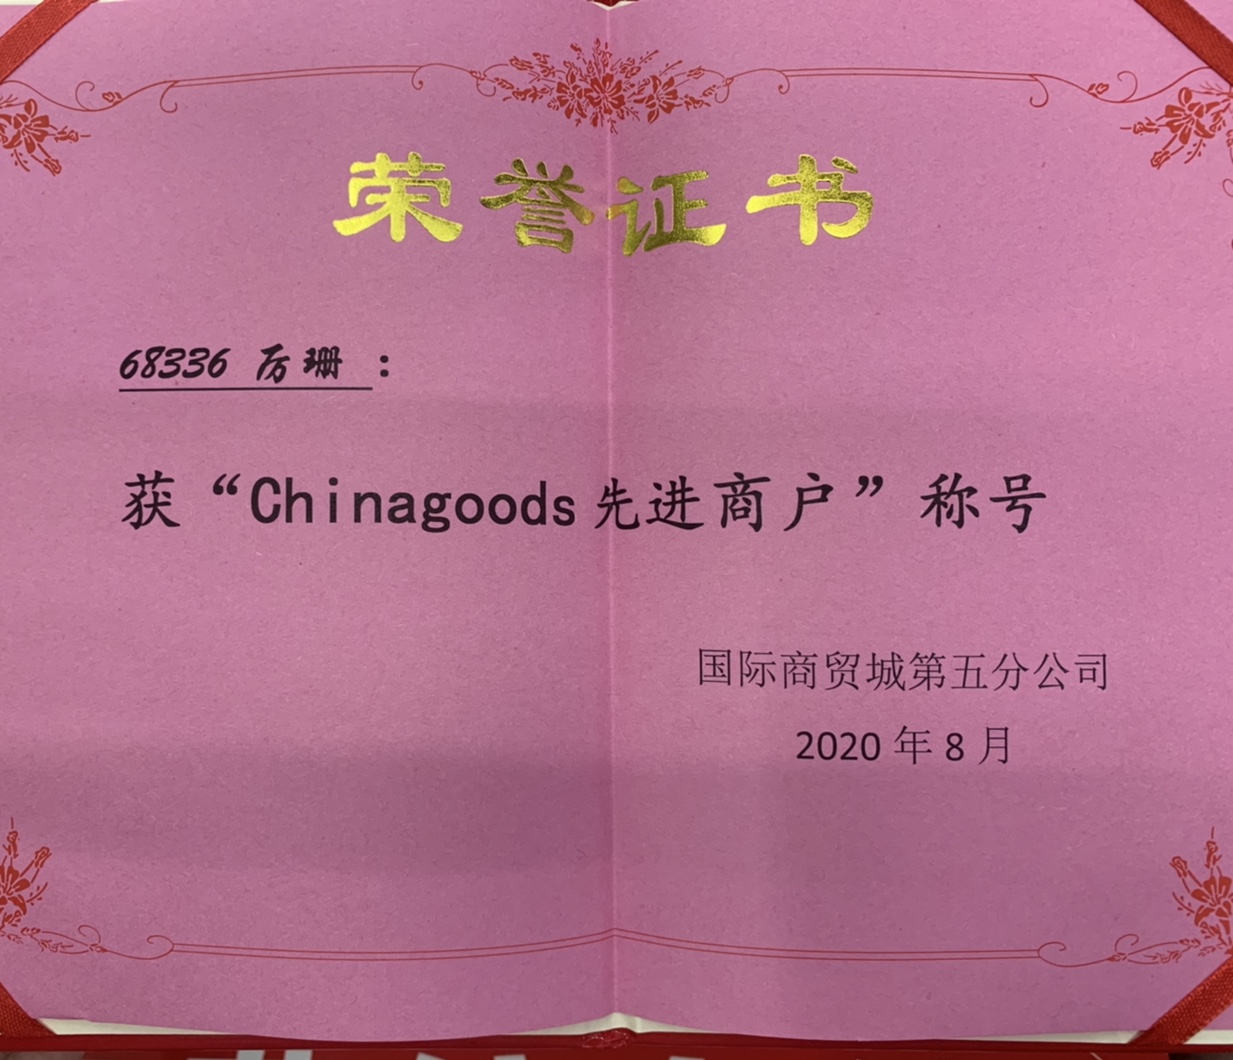 荣誉证书
68336 厉珊：
获“Chinagoods先进商户”称号
国际商贸城第五分公司
2020年8月